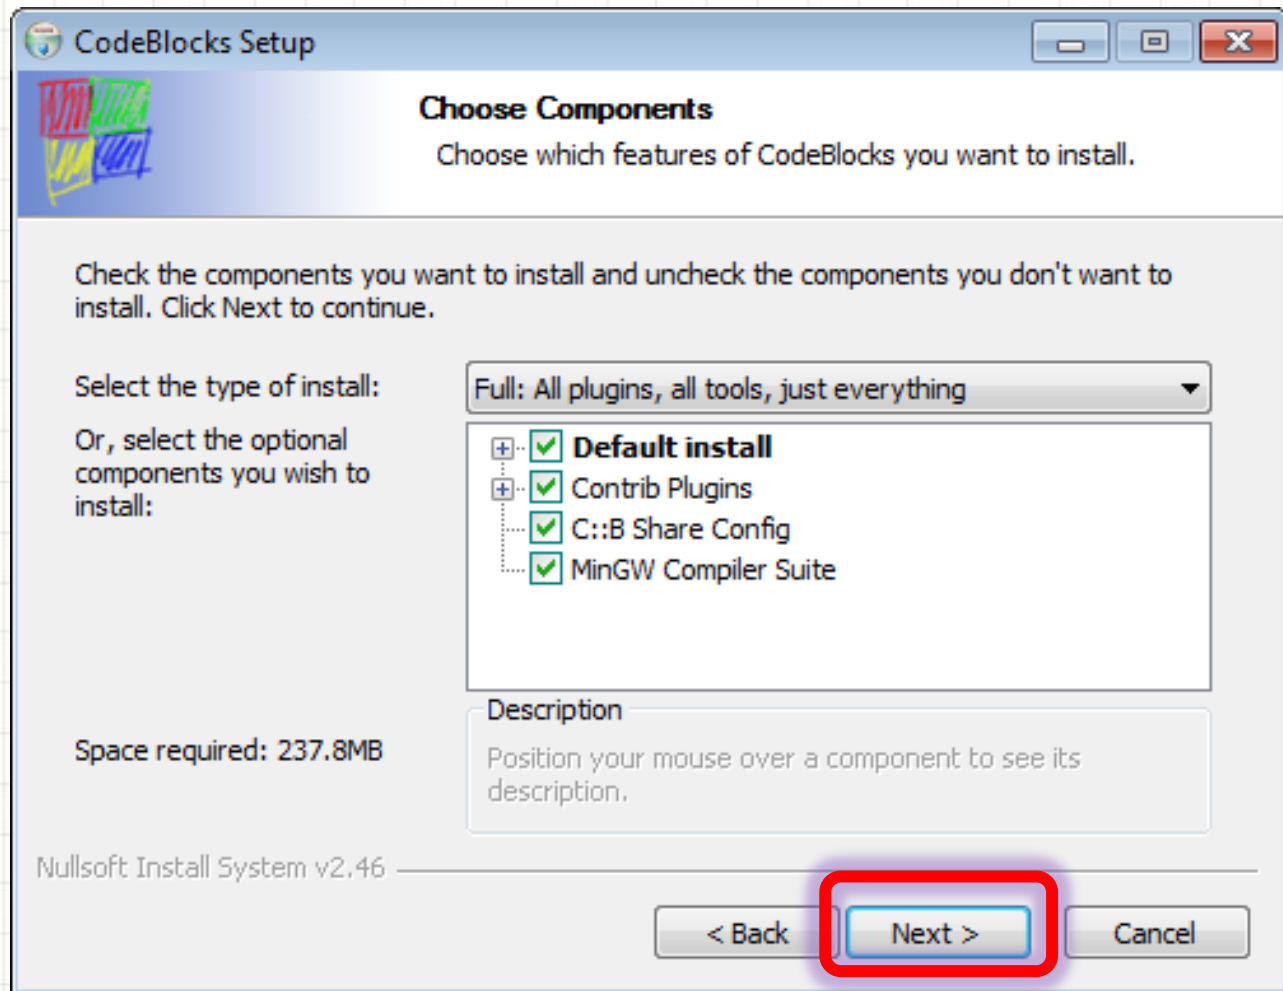 CodeBlocks Setup
Choose Components
Choose which features of CodeBlocks you want to install.
Check the components you want to install and uncheck the components you don't want to
install. Click Next to continue.
Select the type of install:
Full: All plugins, all tools, just everything
Or, select the optional
components you wish to
install:
Default install
Contrib Plugins
C::B Share Config
MinGW Compiler Suite
Space required: 237.8MB
Description
Position your mouse over a component to see its
description.
Nullsoft Install System v2.46
< Back
Next >
Cancel